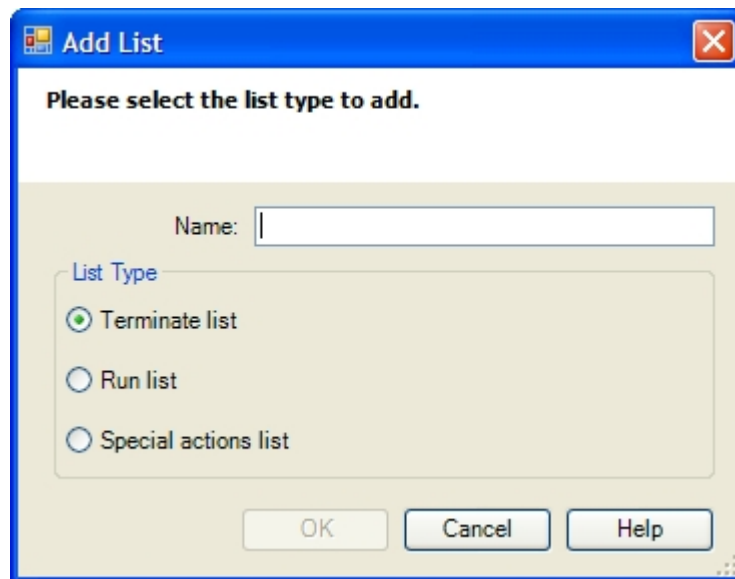 Add List
Please select the list type to add.
Name:
List Type
Terminate list
Run list
Special actions list
OK Cancel Help